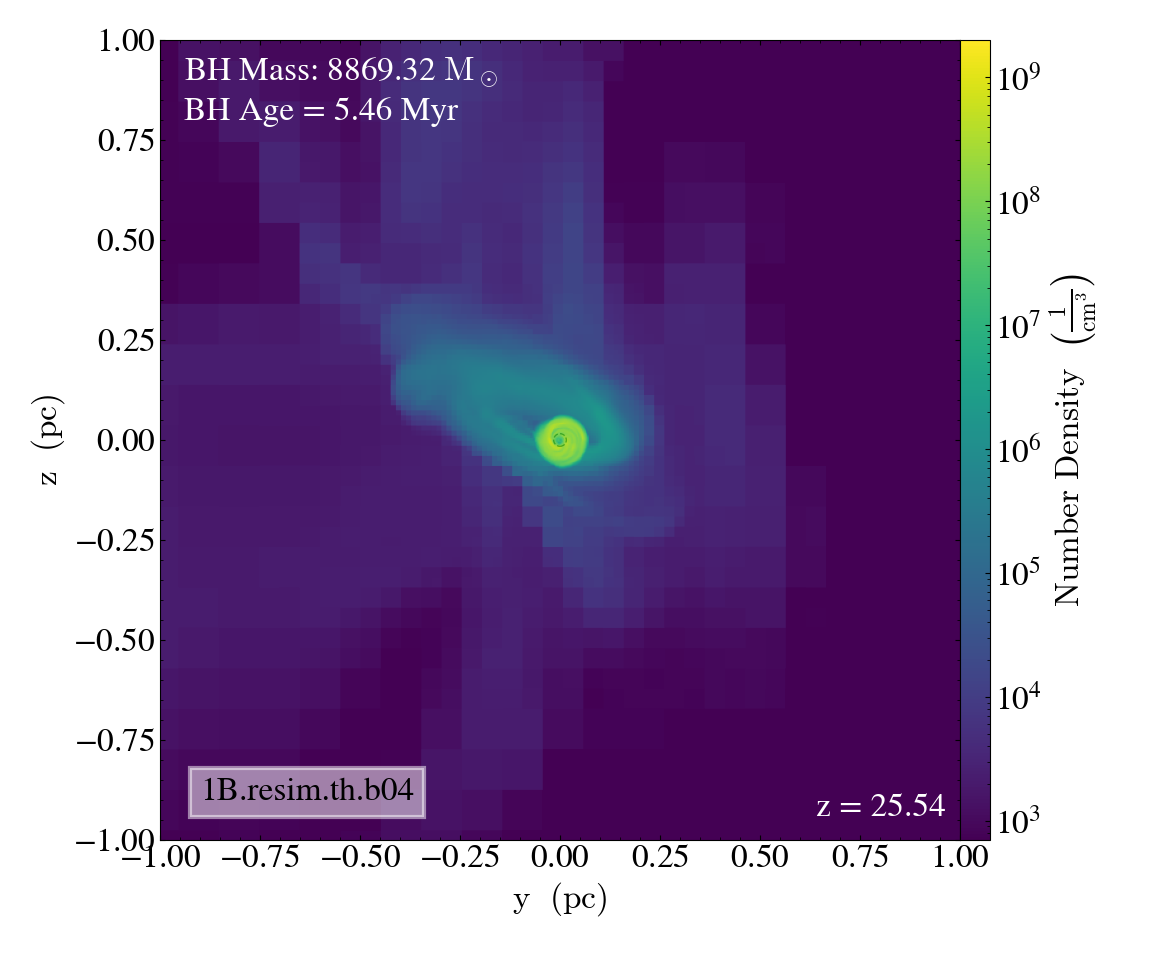 BH Mass: 8869.32 M⊙
BH Age = 5.46 Myr
1.00
0.75
0.50
0.25
0.00
−0.25
−0.50
−0.75
−1.00
z (pc)
1B.resim.th.b04
z = 25.54
−1.00 −0.75 −0.50 −0.25 0.00 0.25 0.50 0.75 1.00
y (pc)
10⁹
10⁸
10⁷
10⁶
10⁵
10⁴
10³
Number Density (1/cm³)